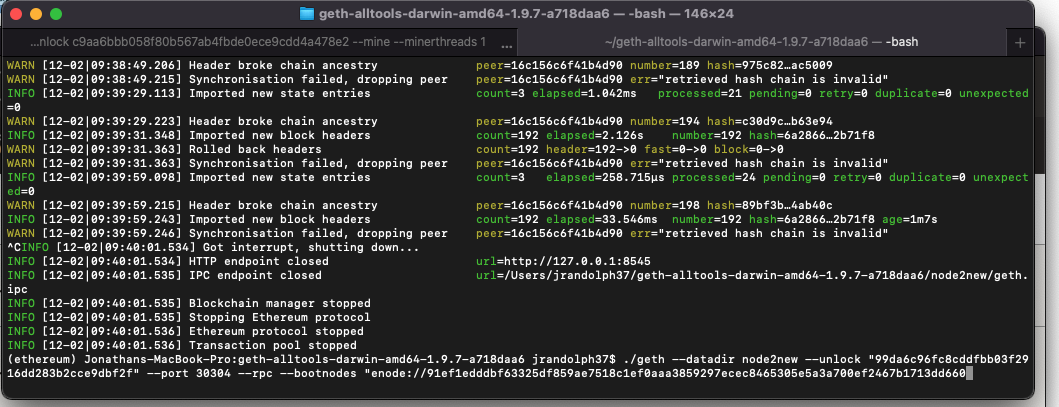 geth-alltools-darwin-amd64-1.9.7-a718daa6 — -bash — 146×24
...nlock c9aa6bbb058f80b567ab4fbde0ece9cdd4a478e2 --mine --minerthreads 1 ... ~/geth-alltools-darwin-amd64-1.9.7-a718daa6 — -bash +
WARN [12-02|09:38:49.206] Header broke chain ancestry peer=16c156c6f41b4d90 number=189 hash=975c82…ac5009
WARN [12-02|09:38:49.215] Synchronisation failed, dropping peer peer=16c156c6f41b4d90 err="retrieved hash chain is invalid"
INFO [12-02|09:39:29.113] Imported new state entries count=3 elapsed=1.042ms processed=21 pending=0 retry=0 duplicate=0 unexpected
=0
WARN [12-02|09:39:29.223] Header broke chain ancestry peer=16c156c6f41b4d90 number=194 hash=c30d9c…b63e94
INFO [12-02|09:39:31.348] Imported new block headers count=192 elapsed=2.126s number=192 hash=6a2866…2b71f8
WARN [12-02|09:39:31.363] Rolled back headers count=192 header=192->0 fast=0->0 block=0->0
WARN [12-02|09:39:31.363] Synchronisation failed, dropping peer peer=16c156c6f41b4d90 err="retrieved hash chain is invalid"
INFO [12-02|09:39:59.098] Imported new state entries count=3 elapsed=258.715µs processed=24 pending=0 retry=0 duplicate=0 unexpect
ed=0
WARN [12-02|09:39:59.215] Header broke chain ancestry peer=16c156c6f41b4d90 number=198 hash=89bf3b…4ab40c
INFO [12-02|09:39:59.243] Imported new block headers count=192 elapsed=33.546ms number=192 hash=6a2866…2b71f8 age=1m7s
WARN [12-02|09:39:59.246] Synchronisation failed, dropping peer peer=16c156c6f41b4d90 err="retrieved hash chain is invalid"
^CINFO [12-02|09:40:01.534] Got interrupt, shutting down...
INFO [12-02|09:40:01.534] HTTP endpoint closed url=http://127.0.0.1:8545
INFO [12-02|09:40:01.535] IPC endpoint closed url=/Users/jrandolph37/geth-alltools-darwin-amd64-1.9.7-a718daa6/node2new/geth.
ipc
INFO [12-02|09:40:01.535] Blockchain manager stopped
INFO [12-02|09:40:01.535] Stopping Ethereum protocol
INFO [12-02|09:40:01.536] Ethereum protocol stopped
INFO [12-02|09:40:01.536] Transaction pool stopped
(ethereum) Jonathans-MacBook-Pro:geth-alltools-darwin-amd64-1.9.7-a718daa6 jrandolph37$ ./geth --datadir node2new --unlock "99da6c96fc8cddfbb03f29
16dd283b2cce9dbf2f" --port 30304 --rpc --bootnodes "enode://91ef1edddbf63325df859ae7518c1ef0aaa3859297ecec8465305e5a3a700ef2467b1713dd660